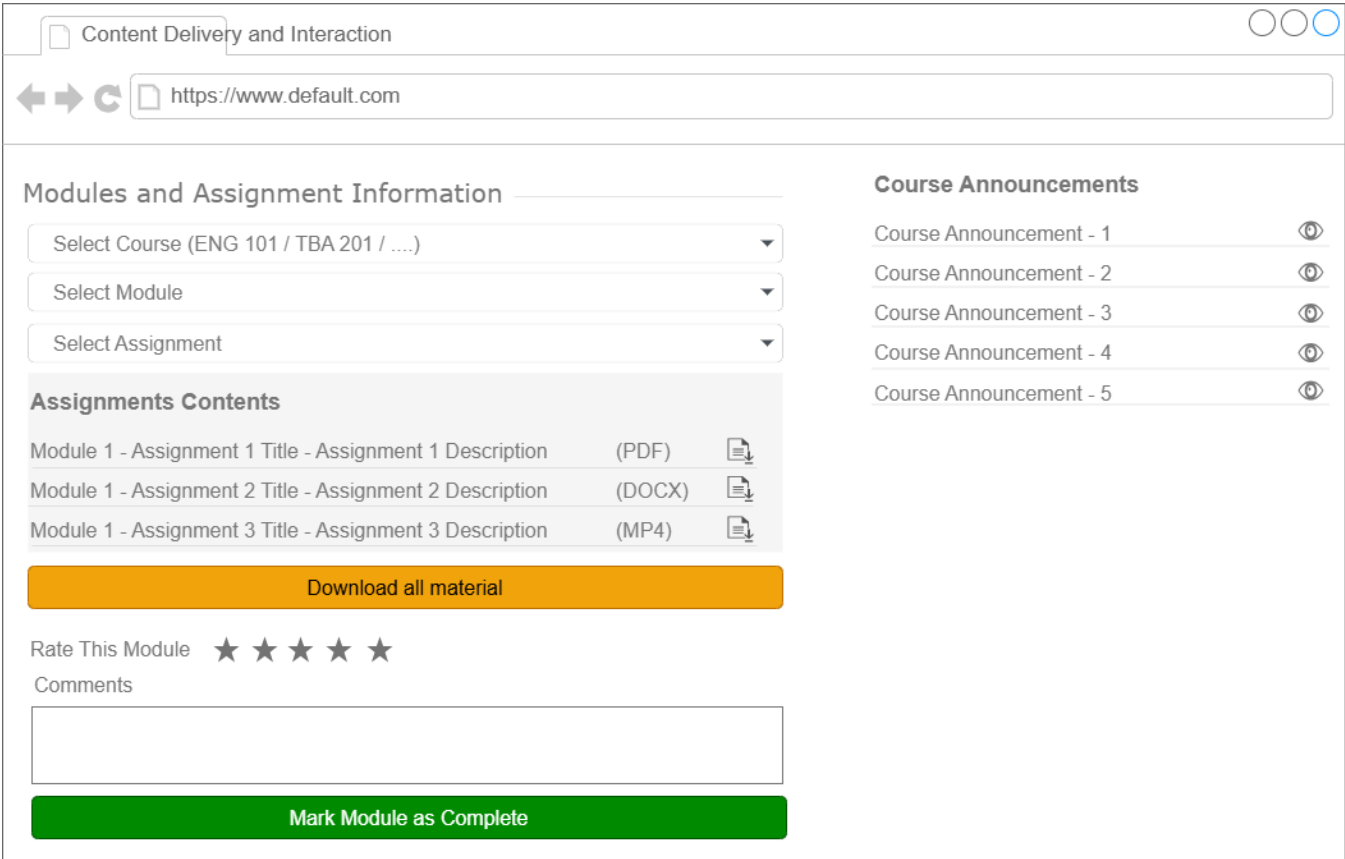 Content Delivery and Interaction
https://www.default.com
Modules and Assignment Information
Select Course (ENG 101 / TBA 201 / ....)
Select Module
Select Assignment
Assignments Contents
Module 1 - Assignment 1 Title - Assignment 1 Description (PDF)
Module 1 - Assignment 2 Title - Assignment 2 Description (DOCX)
Module 1 - Assignment 3 Title - Assignment 3 Description (MP4)
Download all material
Rate This Module
Comments
Mark Module as Complete
Course Announcements
Course Announcement - 1
Course Announcement - 2
Course Announcement - 3
Course Announcement - 4
Course Announcement - 5